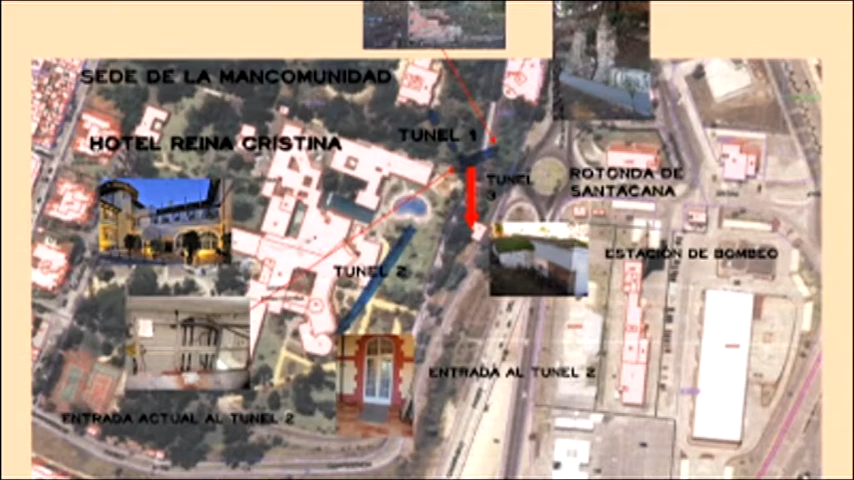 SEDE DE LA MANCOMUNIDAD
HOTEL REINA CRISTINA
TUNEL 1
TUNEL
3
ROTONDA DE
SANTACANA
ESTACION DE BOMBEO
TUNEL 2
ENTRADA AL TUNEL 2
ENTRADA ACTUAL AL TUNEL 2